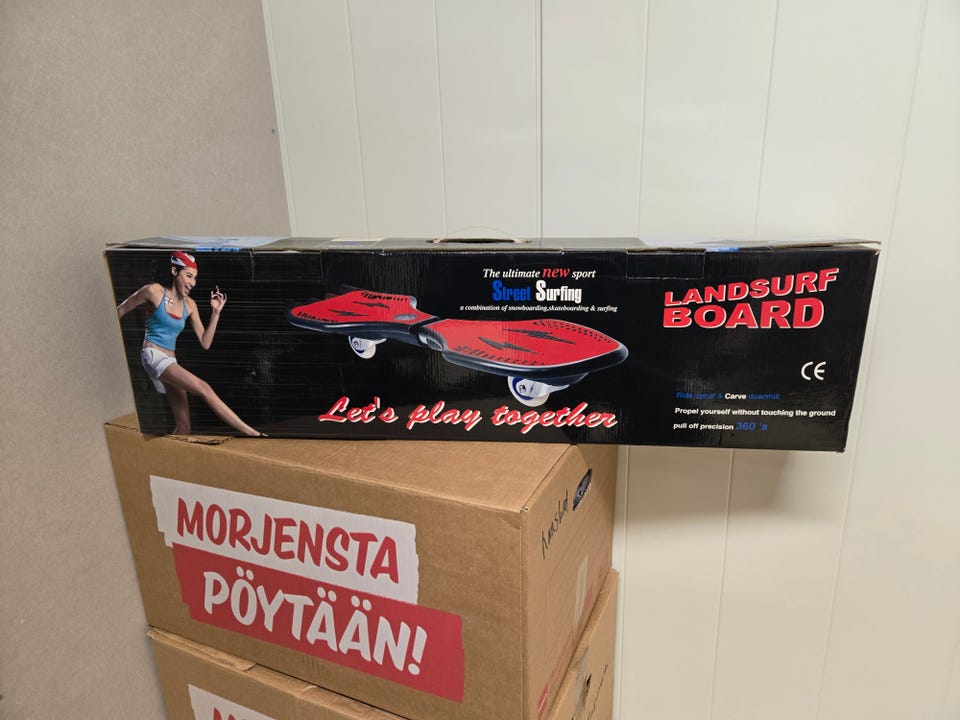 The ultimate new sport
Street Surfing
a combination of snowboarding,skateboarding & surfing
LANDSURF
BOARD
CE
Ride uphill & Carve downhill
Propel yourself without touching the ground
pull off precision 360 's
Let's play together
MORJENSTA
PÖYTÄÄN!